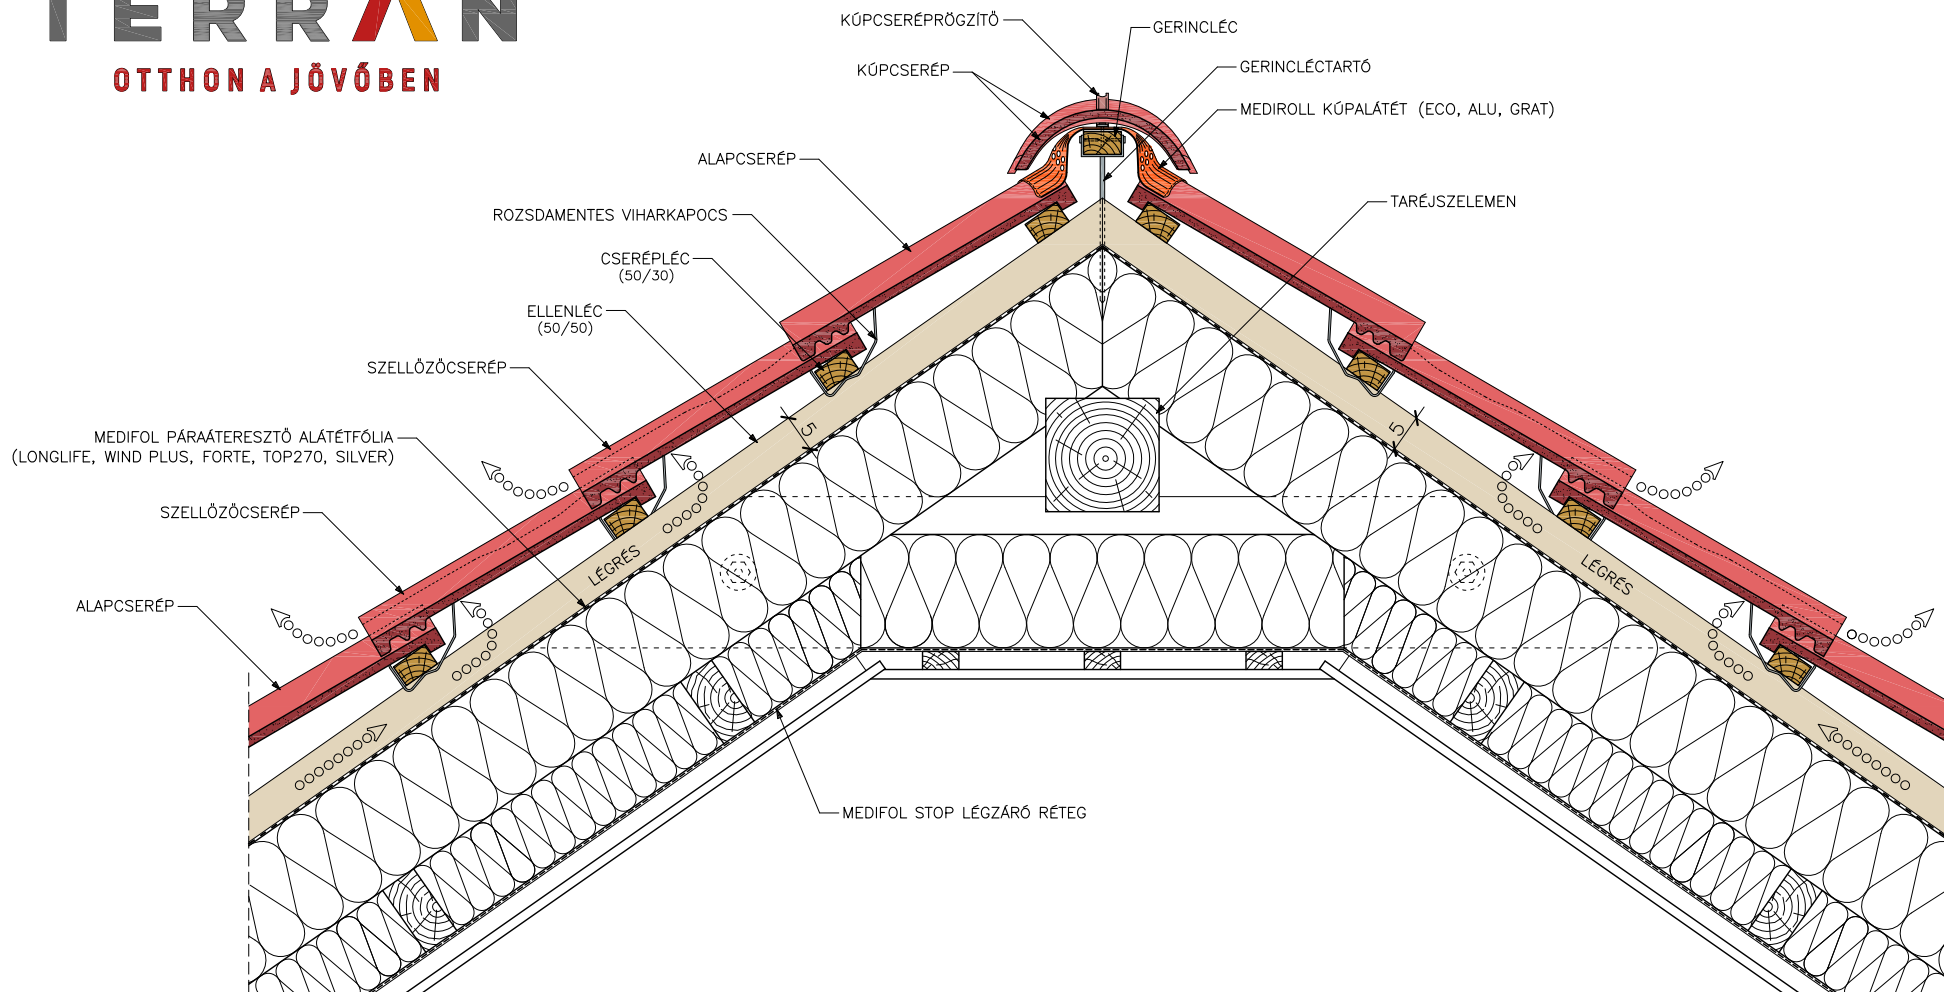 TERRÁN
OTTHON A JÖVŐBEN
KÚPCSERÉPRÖGZÍTŐ
GERINCLÉC
KÚPCSERÉP
GERINCLÉCTARTÓ
MEDIROLL KÚPALÁTÉT (ECO, ALU, GRAT)
ALAPCSERÉP
TARÉJSZELEMEN
ROZSDAMENTES VIHARKAPOCS
CSERÉPLÉC
(50/30)
ELLENLÉC
(50/50)
SZELLŐZŐCSERÉP
5
5
MEDIFOL PÁRAÁTERESZTŐ ALÁTÉTFÓLIA
(LONGLIFE, WIND PLUS, FORTE, TOP270, SILVER)
SZELLŐZŐCSERÉP
LÉGRÉS
LÉGRÉS
ALAPCSERÉP
MEDIFOL STOP LÉGZÁRÓ RÉTEG